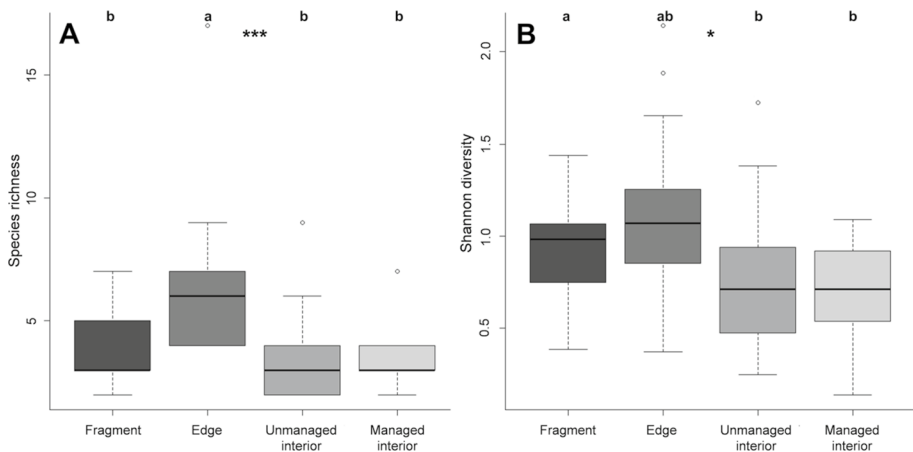 A
b a b b
***
Species richness
15
10
5
Fragment Edge Unmanaged interior Managed interior
B
a ab b b
*
Shannon diversity
2.0
1.5
1.0
0.5
Fragment Edge Unmanaged interior Managed interior